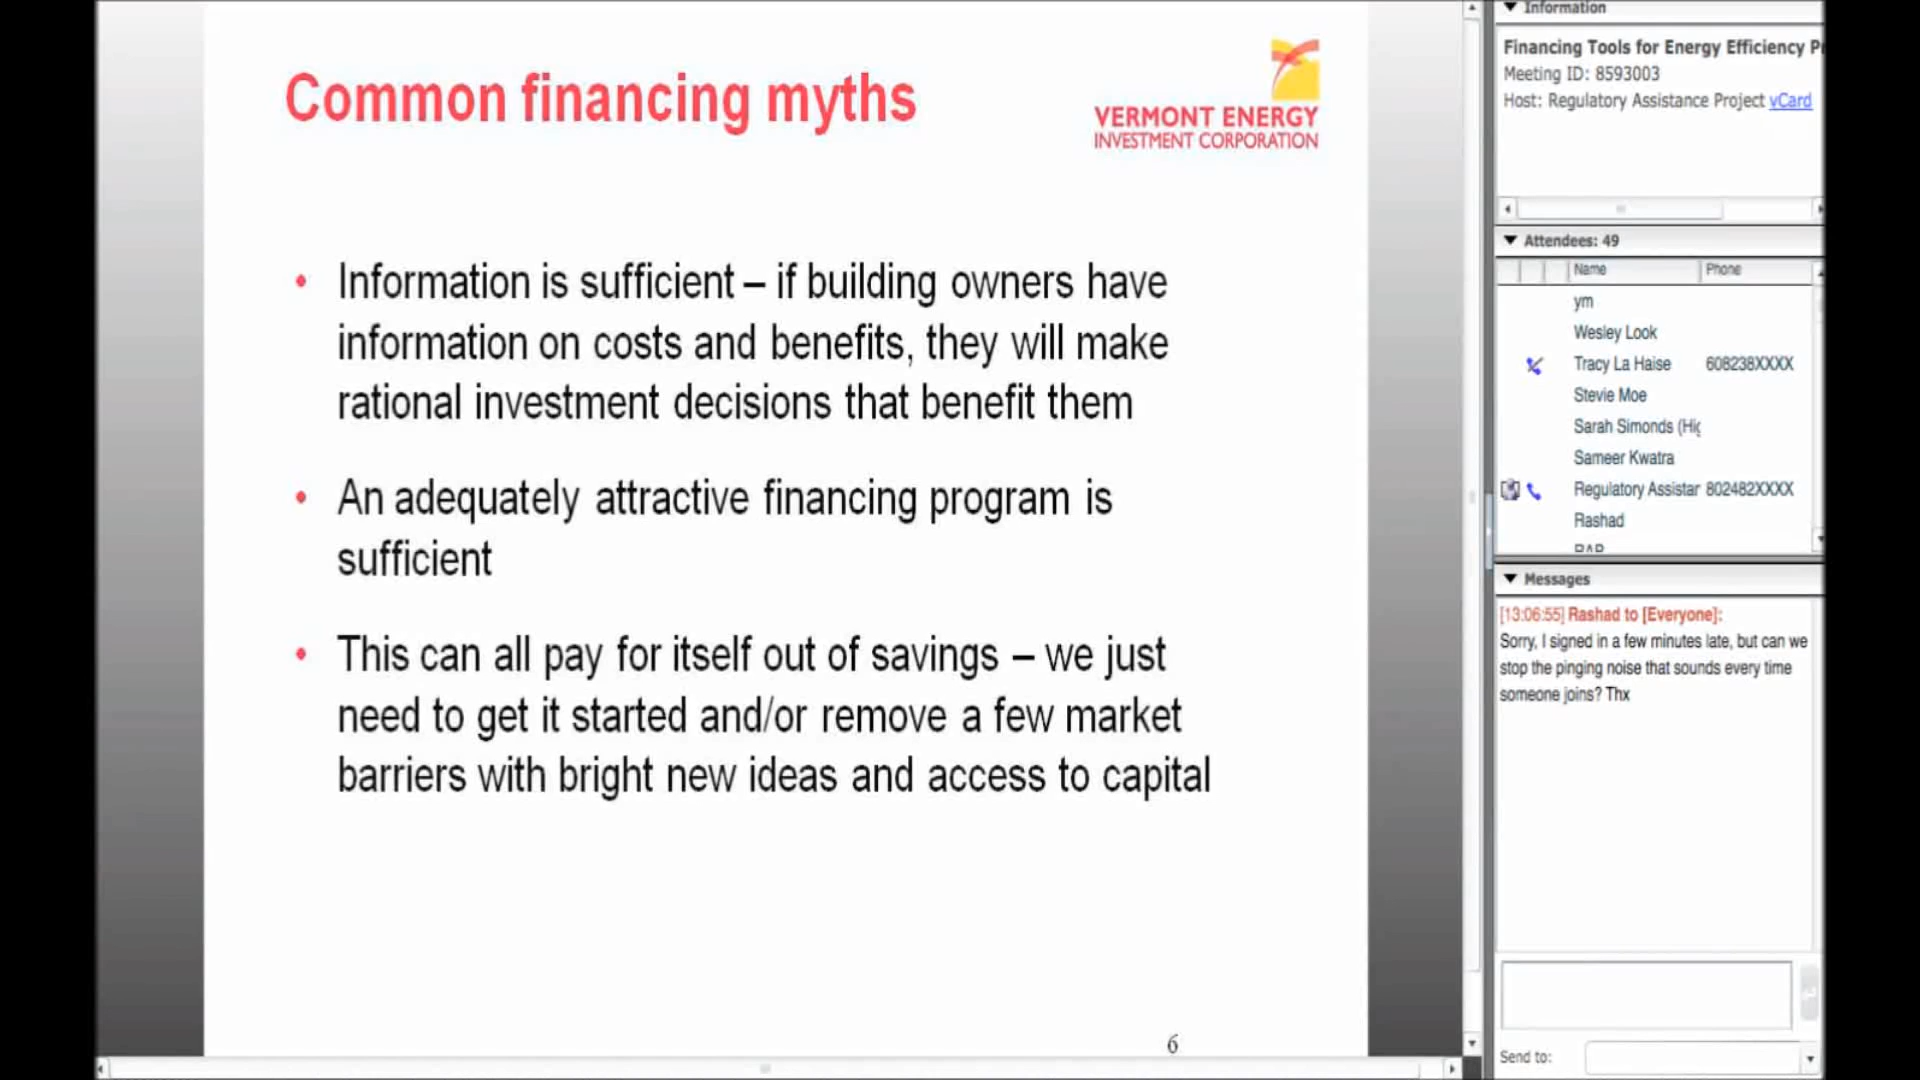 Common financing myths
VERMONT ENERGY
INVESTMENT CORPORATION
• Information is sufficient – if building owners have
information on costs and benefits, they will make
rational investment decisions that benefit them
• An adequately attractive financing program is
sufficient
• This can all pay for itself out of savings – we just
need to get it started and/or remove a few market
barriers with bright new ideas and access to capital
6
Information
Financing Tools for Energy Efficiency Pr
Meeting ID: 8593003
Host: Regulatory Assistance Project vCard
Attendees: 49
Name Phone
ym
Wesley Look
Tracy La Haise 608238XXXX
Stevie Moe
Sarah Simonds (Hig
Sameer Kwatra
Regulatory Assistar 802482XXXX
Rashad
RAP
Messages
[13:06:55] Rashad to [Everyone]:
Sorry, I signed in a few minutes late, but can we
stop the pinging noise that sounds every time
someone joins? Thx
Send to: